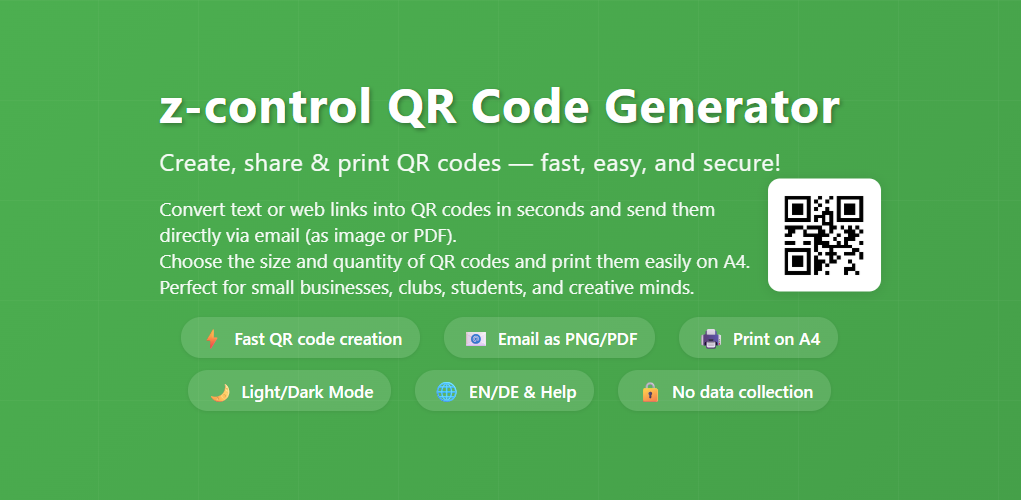 z-control QR Code Generator
Create, share & print QR codes — fast, easy, and secure!
Convert text or web links into QR codes in seconds and send them
directly via email (as image or PDF).
Choose the size and quantity of QR codes and print them easily on A4.
Perfect for small businesses, clubs, students, and creative minds.
Fast QR code creation
Email as PNG/PDF
Print on A4
Light/Dark Mode
EN/DE & Help
No data collection